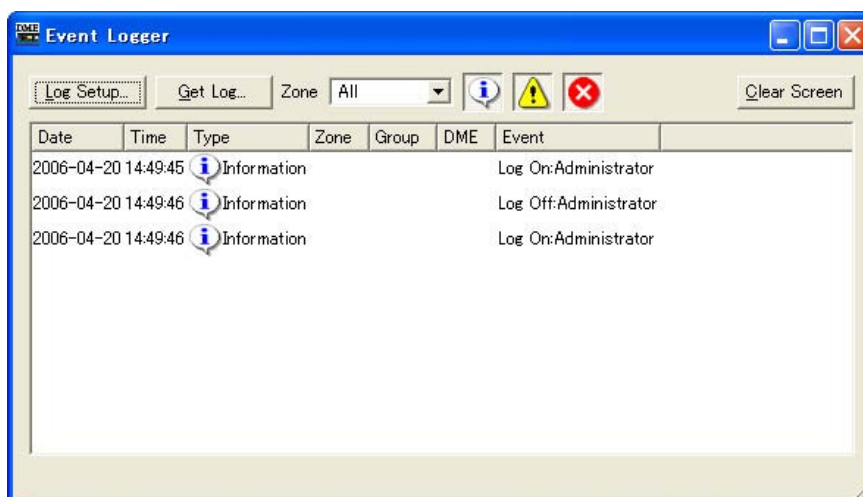 DME Event Logger
Log Setup... Get Log... Zone All Clear Screen
Date Time Type Zone Group DME Event
2006-04-20 14:49:45 Information Log On:Administrator
2006-04-20 14:49:46 Information Log Off:Administrator
2006-04-20 14:49:46 Information Log On:Administrator